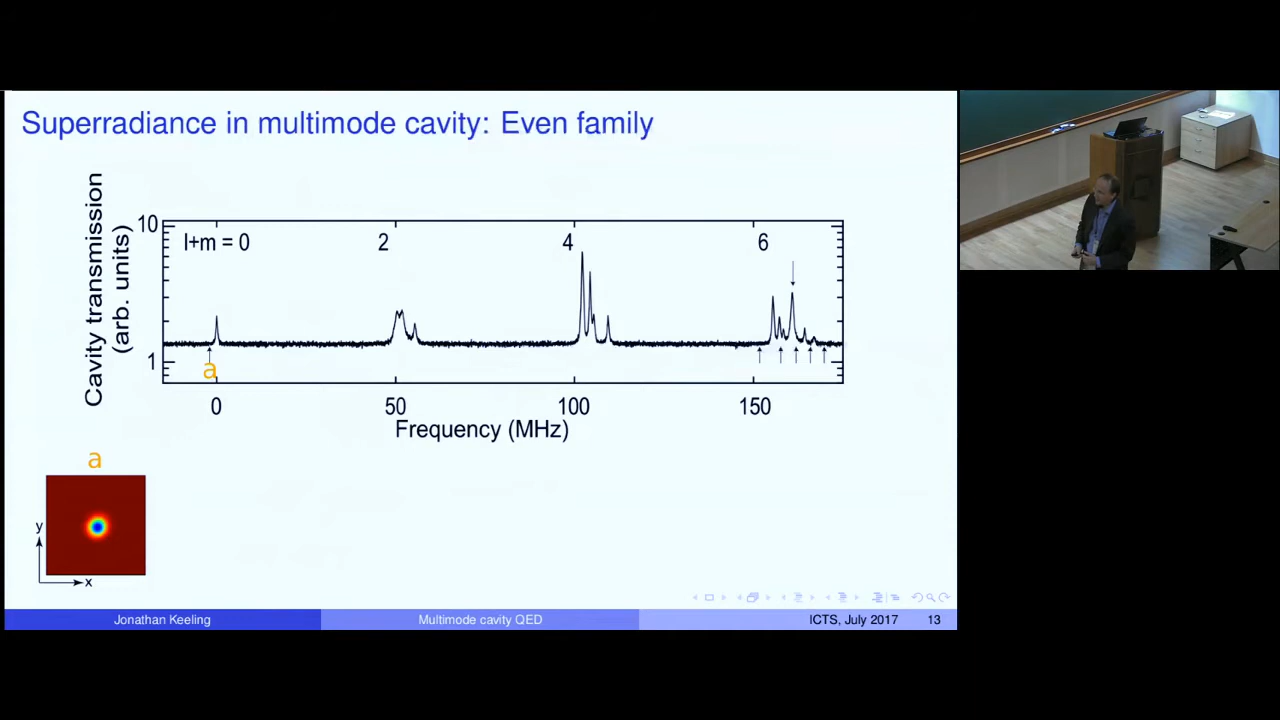 Superradiance in multimode cavity: Even family
Cavity transmission
(arb. units)
10
1
l+m = 0
2
4
6
a
0
50
100
150
Frequency (MHz)
a
y
x
Jonathan Keeling
Multimode cavity QED
ICTS, July 2017
13